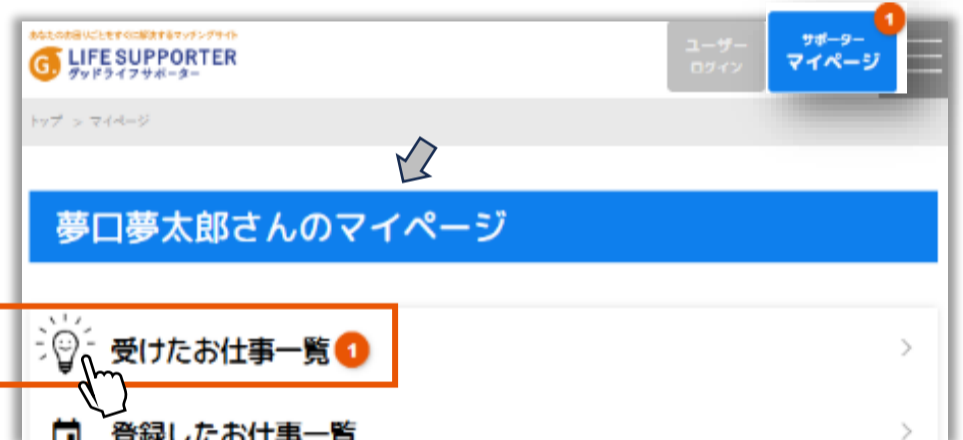 あなたのお困りごとをすぐに解決するマッチングサイト
G. LIFE SUPPORTER
グッドライフサポーター
ユーザー
ログイン
サポーター
マイページ
1
トップ > マイページ
夢口夢太郎さんのマイページ
受けたお仕事一覧 1
登録したお仕事一覧